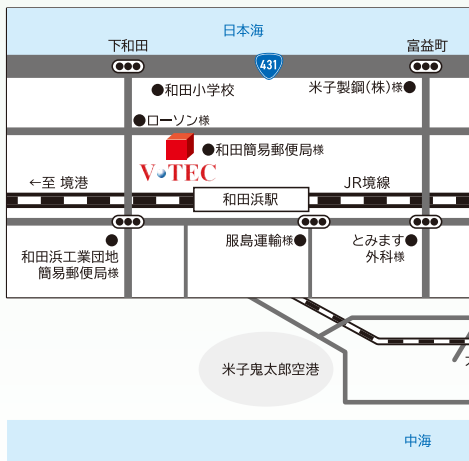 日本海
下和田
431
富益町
和田小学校
米子製鋼(株)様
ローソン様
和田簡易郵便局様
V・TEC
←至 境港
和田浜駅
JR境線
和田浜工業団地
簡易郵便局様
服島運輸様
とみます
外科様
米子鬼太郎空港
中海